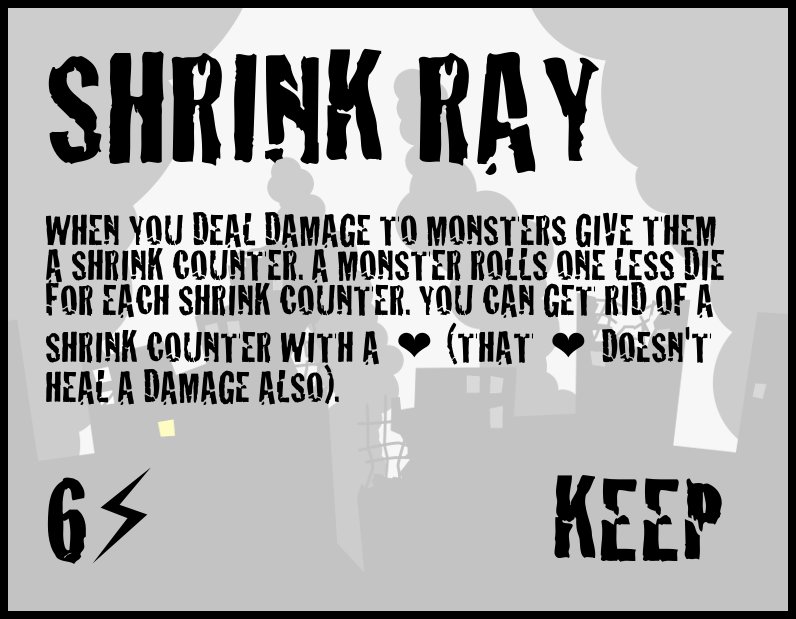 SHRINK RAY
WHEN YOU DEAL DAMAGE TO MONSTERS GIVE THEM
A SHRINK COUNTER. A MONSTER ROLLS ONE LESS DIE
FOR EACH SHRINK COUNTER. YOU CAN GET RID OF A
SHRINK COUNTER WITH A ❤ (THAT ❤ DOESN'T
HEAL A DAMAGE ALSO).
6⚡ KEEP